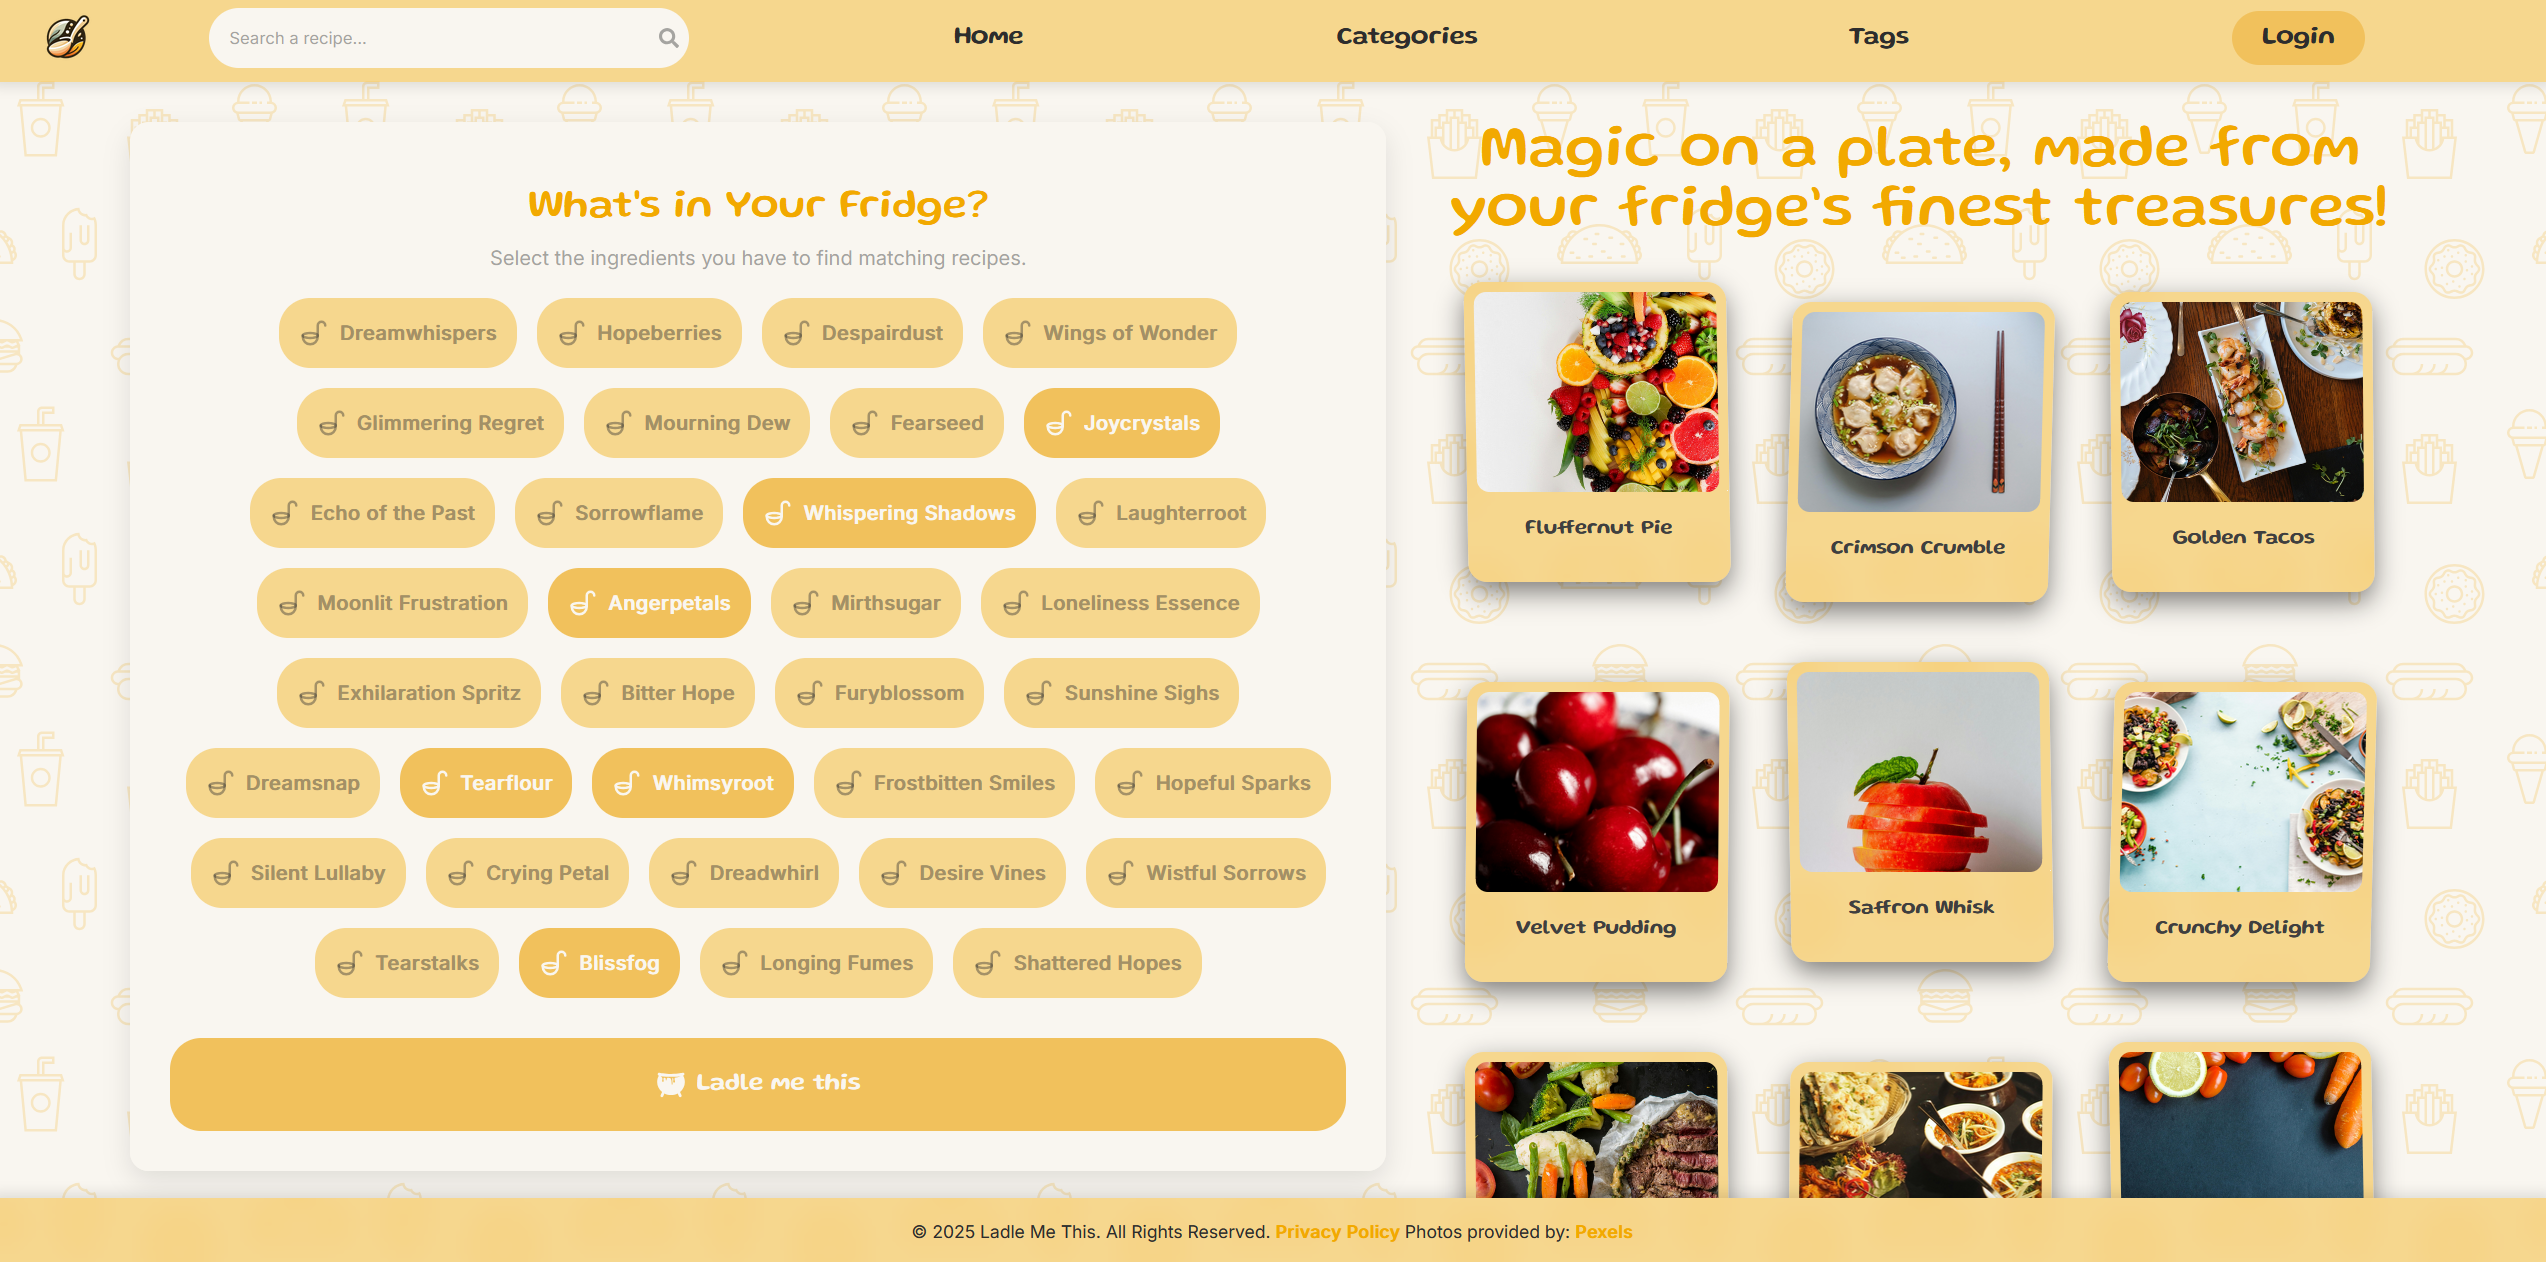 Search a recipe...
Home
Categories
Tags
Login
What's in Your Fridge?
Select the ingredients you have to find matching recipes.
Dreamwhispers
Hopeberries
Despairdust
Wings of Wonder
Glimmering Regret
Mourning Dew
Fearseed
Joycrystals
Echo of the Past
Sorrowflame
Whispering Shadows
Laughterroot
Moonlit Frustration
Angerpetals
Mirthsugar
Loneliness Essence
Exhilaration Spritz
Bitter Hope
Furyblossom
Sunshine Sighs
Dreamsnap
Tearflour
Whimsyroot
Frostbitten Smiles
Hopeful Sparks
Silent Lullaby
Crying Petal
Dreadwhirl
Desire Vines
Wistful Sorrows
Tearstalks
Blissfog
Longing Fumes
Shattered Hopes
Ladle me this
Magic on a plate, made from
your fridge's finest treasures!
Fluffernut Pie
Crimson Crumble
Golden Tacos
Velvet Pudding
Saffron Whisk
Crunchy Delight
© 2025 Ladle Me This. All Rights Reserved. Privacy Policy Photos provided by: Pexels